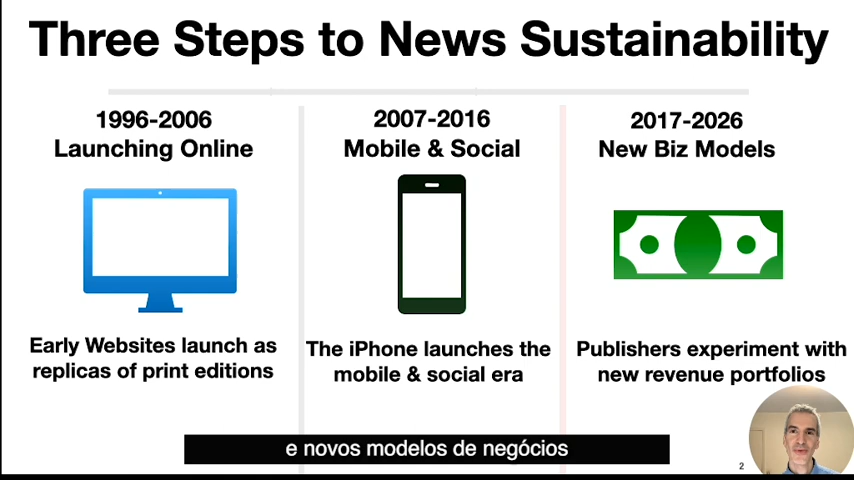 Three Steps to News Sustainability
1996-2006
Launching Online
Early Websites launch as
replicas of print editions
2007-2016
Mobile & Social
The iPhone launches the
mobile & social era
2017-2026
New Biz Models
Publishers experiment with
new revenue portfolios
e novos modelos de negócios
2